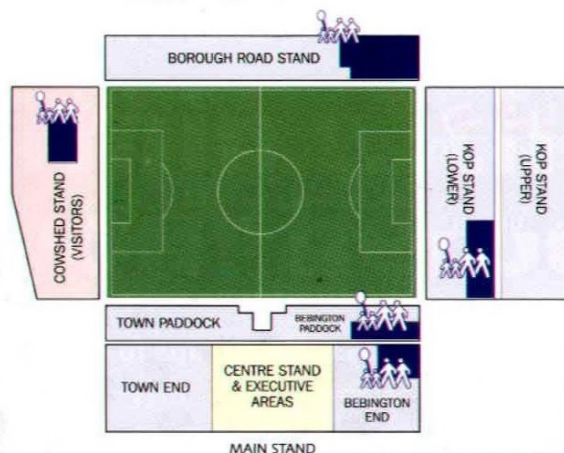 BOROUGH ROAD STAND
COWSHED STAND
(VISITORS)
KOP STAND
(LOWER)
KOP STAND
(UPPER)
TOWN PADDOCK
BEBINGTON
PADDOCK
TOWN END
CENTRE STAND
& EXECUTIVE
AREAS
BEBINGTON
END
MAIN STAND